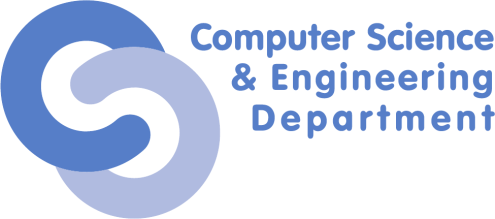 Computer Science
& Engineering
Department